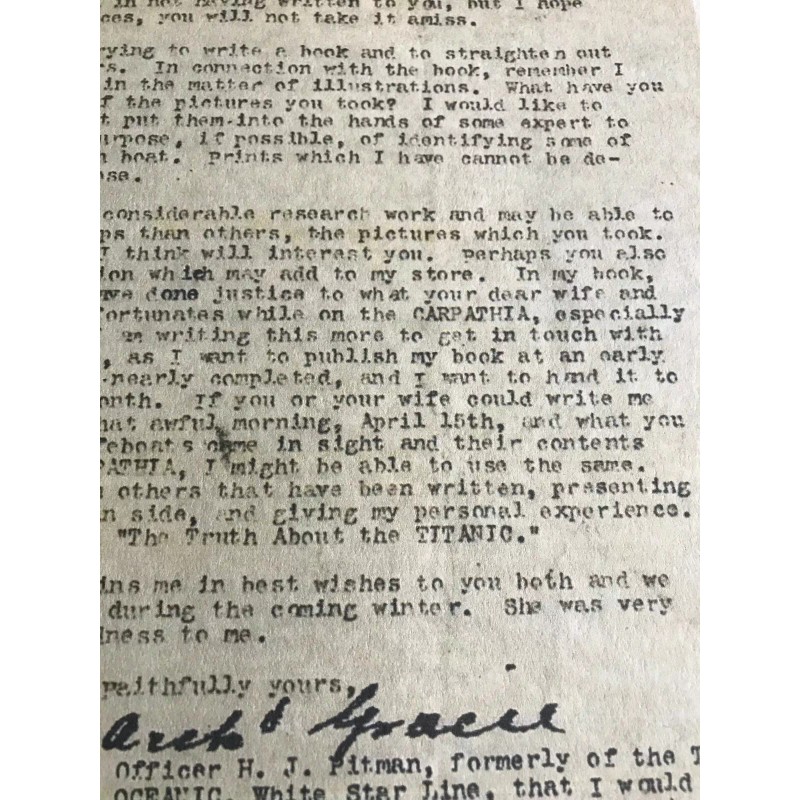 in not having written to you, but I hope
ces, you will not take it amiss.
rying to write a book and to straighten out
rs. In connection with the book, remember I
in the matter of illustrations. What have you
f the pictures you took? I would like to
t put them-into the hands of some expert to
urpose, if possible, of identifying some of
n boat. Prints which I have cannot be de-
ose.
considerable research work and may be able to
ps than others, the pictures which you took.
I think will interest you. Perhaps you also
ion which may add to my store. In my book,
ave done justice to what your dear wife and
fortunates while on the CARPATHIA, especially
am writing this more to get in touch with
, as I want to publish my book at an early
-nearly completed, and I want to hand it to
onth. If you or your wife could write me
hat awful morning, April 15th, and what you
feboats came in sight and their contents
PATHIA, I might be able to use the same.
others that have been written, presenting
n side, and giving my personal experience.
"The Truth About the TITANIC."
ins me in best wishes to you both and we
during the coming winter. She was very
dness to me.
Faithfully yours,
Archd Gracie
Officer H. J. Pitman, formerly of the T
OCEANIC, White Star Line, that I would